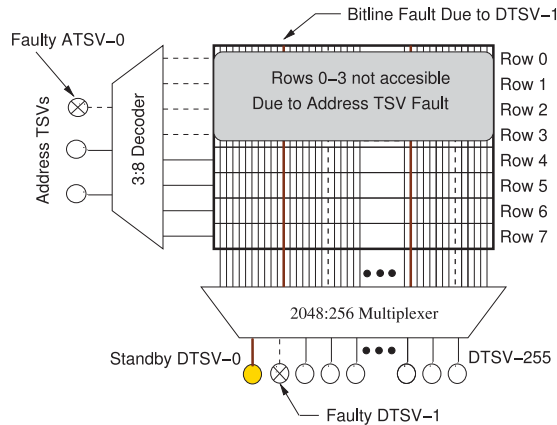 Bitline Fault Due to DTSV-1
Faulty ATSV-0
Address TSVs
3:8 Decoder
Rows 0-3 not accesible
Due to Address TSV Fault
Row 0
Row 1
Row 2
Row 3
Row 4
Row 5
Row 6
Row 7
2048:256 Multiplexer
Standby DTSV-0
DTSV-255
Faulty DTSV-1